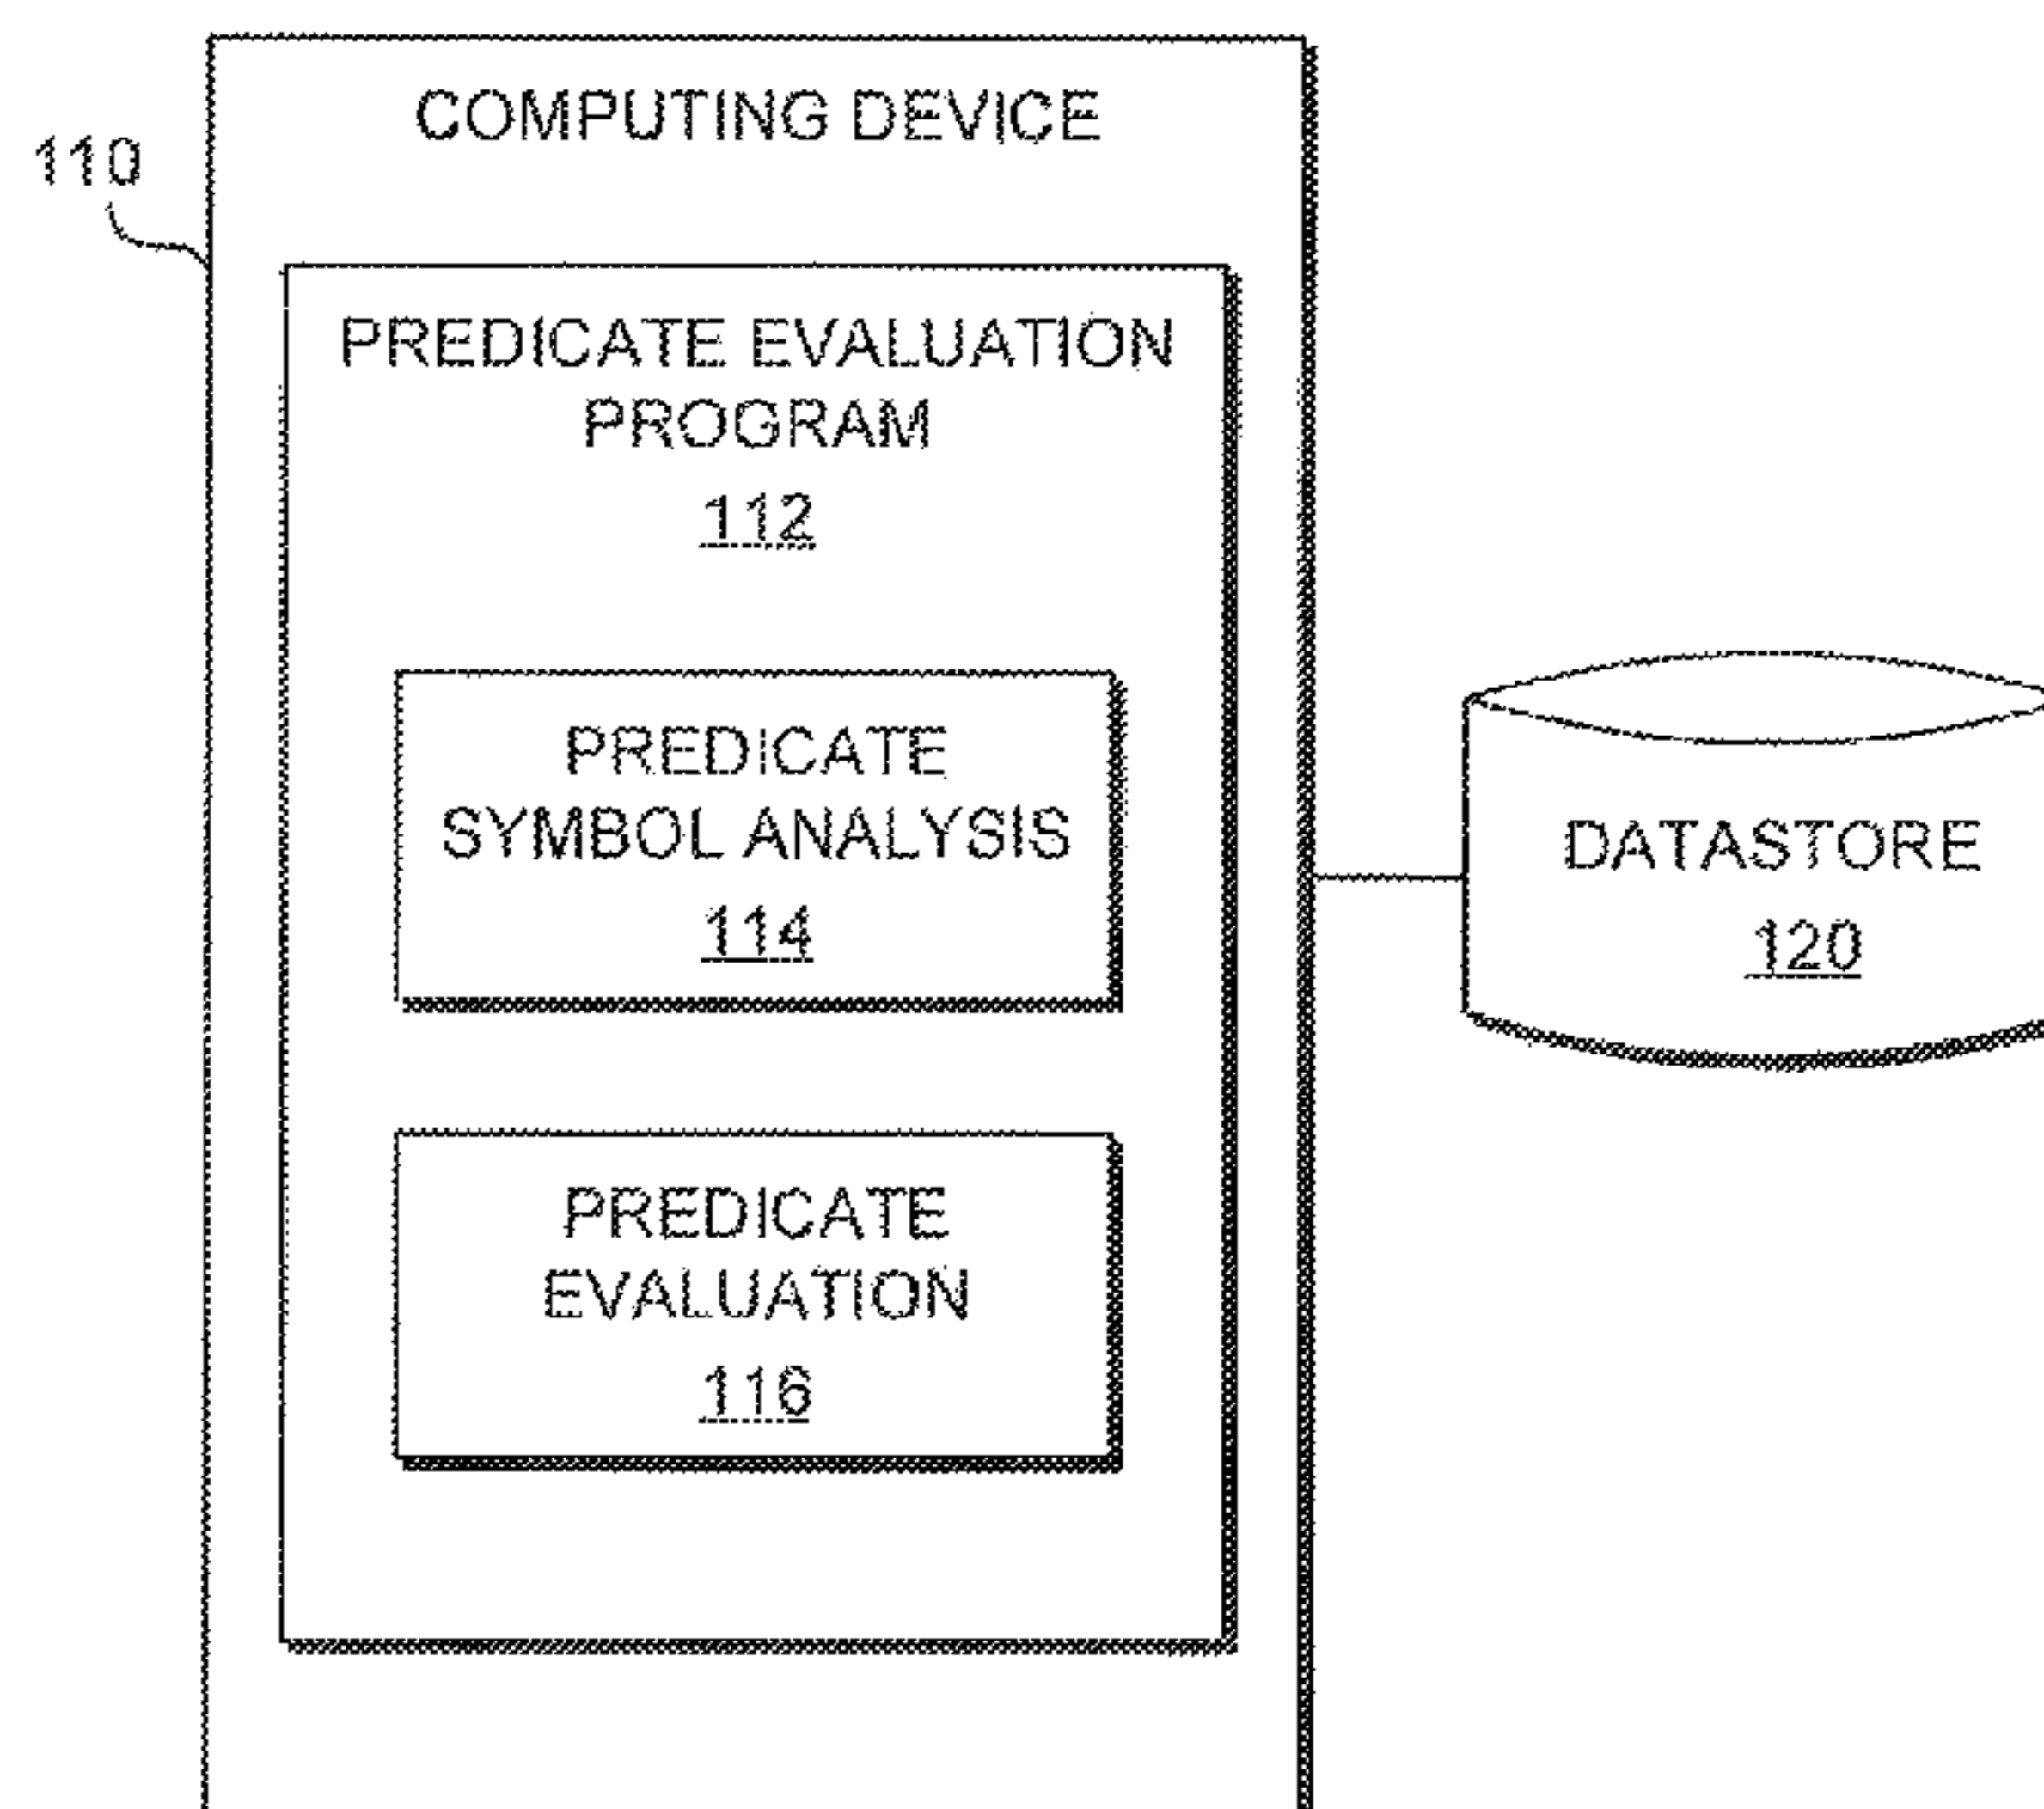 COMPUTING DEVICE
110
PREDICATE EVALUATION
PROGRAM
112
PREDICATE
SYMBOL ANALYSIS
114
DATASTORE
120
PREDICATE
EVALUATION
116